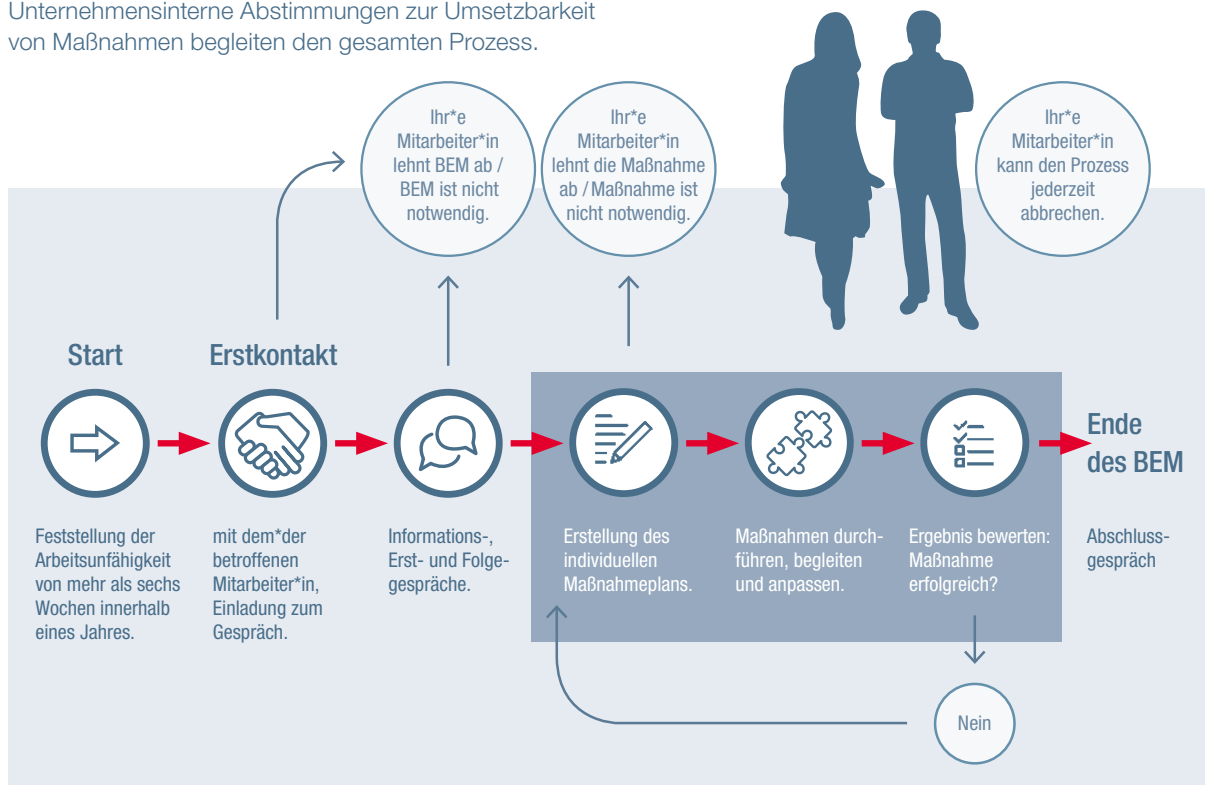 Unternehmensinterne Abstimmungen zur Umsetzbarkeit
von Maßnahmen begleiten den gesamten Prozess.
Ihr*e
Mitarbeiter*in
lehnt BEM ab /
BEM ist nicht
notwendig.
Ihr*e
Mitarbeiter*in
lehnt die Maßnahme
ab / Maßnahme ist
nicht notwendig.
Ihr*e
Mitarbeiter*in
kann den Prozess
jederzeit
abbrechen.
Start
Feststellung der
Arbeitsunfähigkeit
von mehr als sechs
Wochen innerhalb
eines Jahres.
Erstkontakt
mit dem*der
betroffenen
Mitarbeiter*in,
Einladung zum
Gespräch.
Informations-,
Erst- und Folge-
gespräche.
Erstellung des
individuellen
Maßnahmeplans.
Maßnahmen durch-
führen, begleiten
und anpassen.
Ergebnis bewerten:
Maßnahme
erfolgreich?
Ende
des BEM
Abschluss-
gespräch
Nein